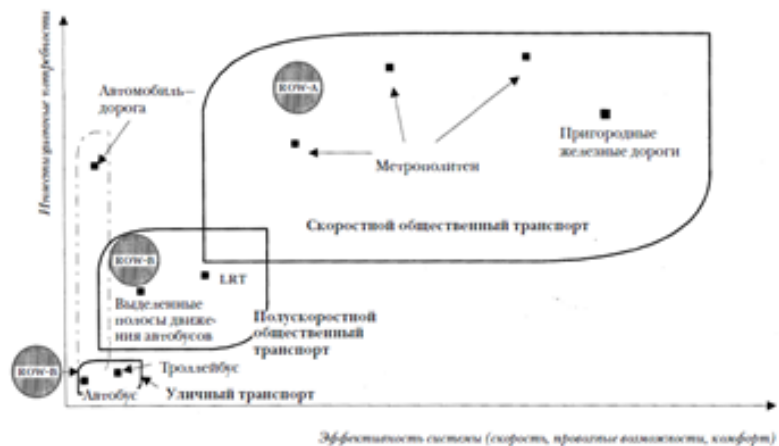 Инвестиционные потребности
Автомобиль—
дорога
ROW-A
Метрополитен
Пригородные
железные дороги
Скоростной общественный транспорт
ROW-B
LRT
Выделенные
полосы движе-
ния автобусов
Полускоростной
общественный
транспорт
ROW-B
Троллейбус
Автобус
Уличный транспорт
Эффективность системы (скорость, провозные возможности, комфорт)